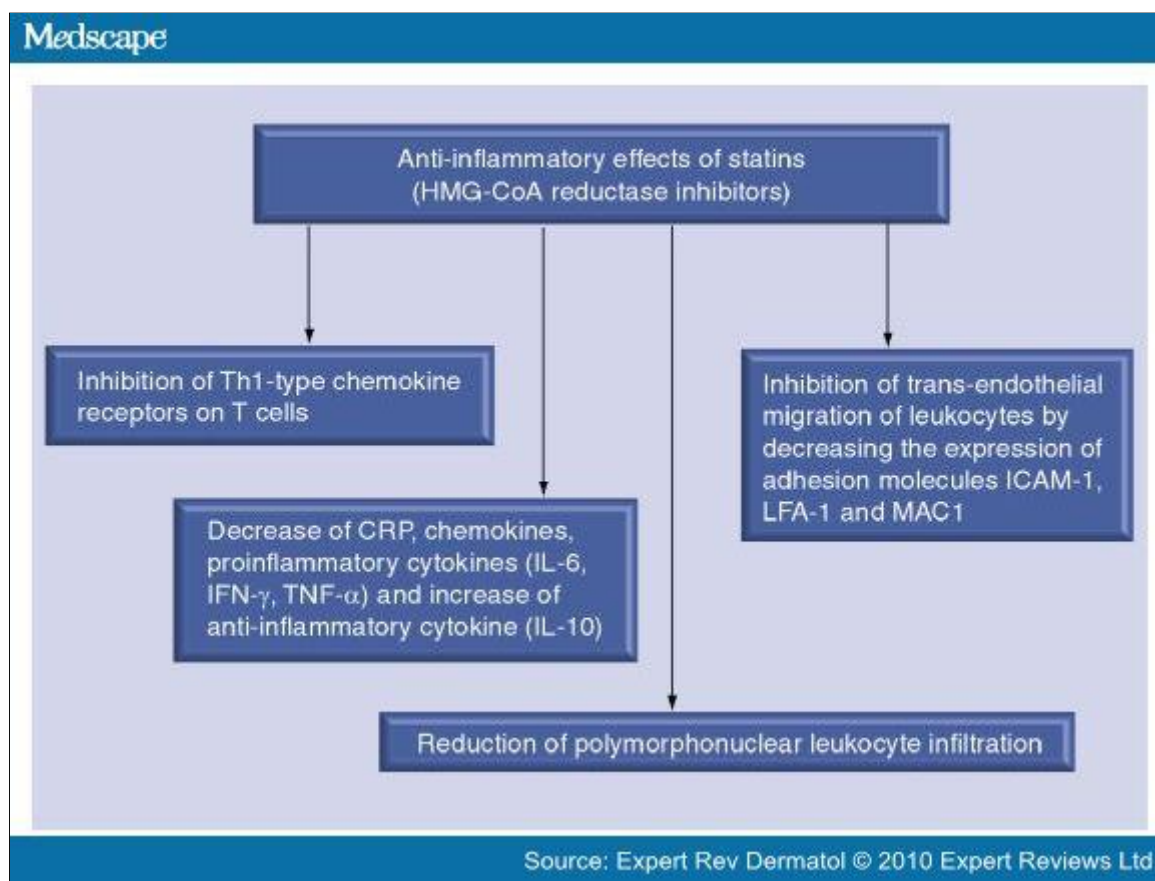 Medscape
Anti-inflammatory effects of statins
(HMG-CoA reductase inhibitors)
Inhibition of Th1-type chemokine
receptors on T cells
Inhibition of trans-endothelial
migration of leukocytes by
decreasing the expression of
adhesion molecules ICAM-1,
LFA-1 and MAC1
Decrease of CRP, chemokines,
proinflammatory cytokines (IL-6,
IFN-γ, TNF-α) and increase of
anti-inflammatory cytokine (IL-10)
Reduction of polymorphonuclear leukocyte infiltration
Source: Expert Rev Dermatol © 2010 Expert Reviews Ltd